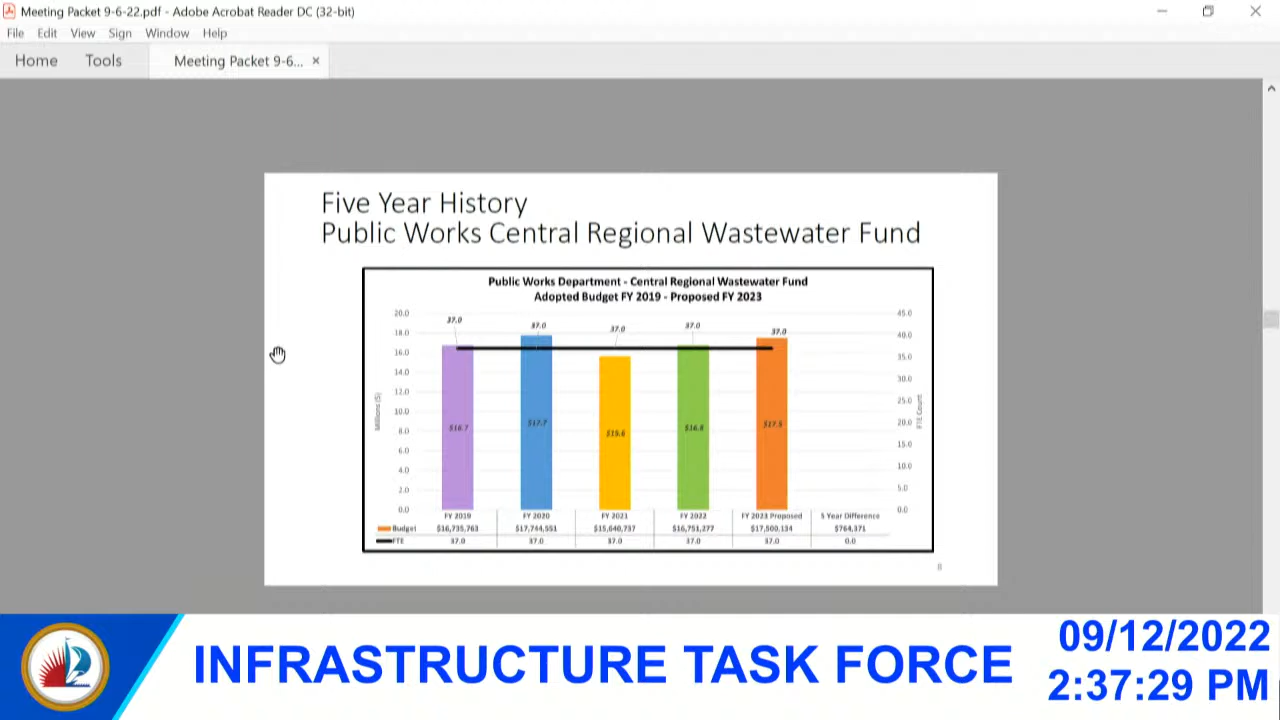 Meeting Packet 9-6-22.pdf - Adobe Acrobat Reader DC (32-bit)
File Edit View Sign Window Help
Home Tools Meeting Packet 9-6... ×
Five Year History
Public Works Central Regional Wastewater Fund
Public Works Department - Central Regional Wastewater Fund
Adopted Budget FY 2019 - Proposed FY 2023
20.0 37.0 37.0 37.0 37.0 37.0 45.0
18.0 40.0
16.0 35.0
14.0 30.0
12.0 25.0
10.0 20.0
8.0 15.0
6.0 10.0
4.0 5.0
2.0 0.0
0.0
Millions ($)
FTE Count
$16.7 $17.7 $15.6 $16.8 $17.5
FY 2019 FY 2020 FY 2021 FY 2022 FY 2023 Proposed 5 Year Difference
Budget $16,735,763 $17,744,551 $15,640,737 $16,751,277 $17,500,134 $764,371
FTE 37.0 37.0 37.0 37.0 37.0 0.0
8
INFRASTRUCTURE TASK FORCE
09/12/2022
2:37:29 PM